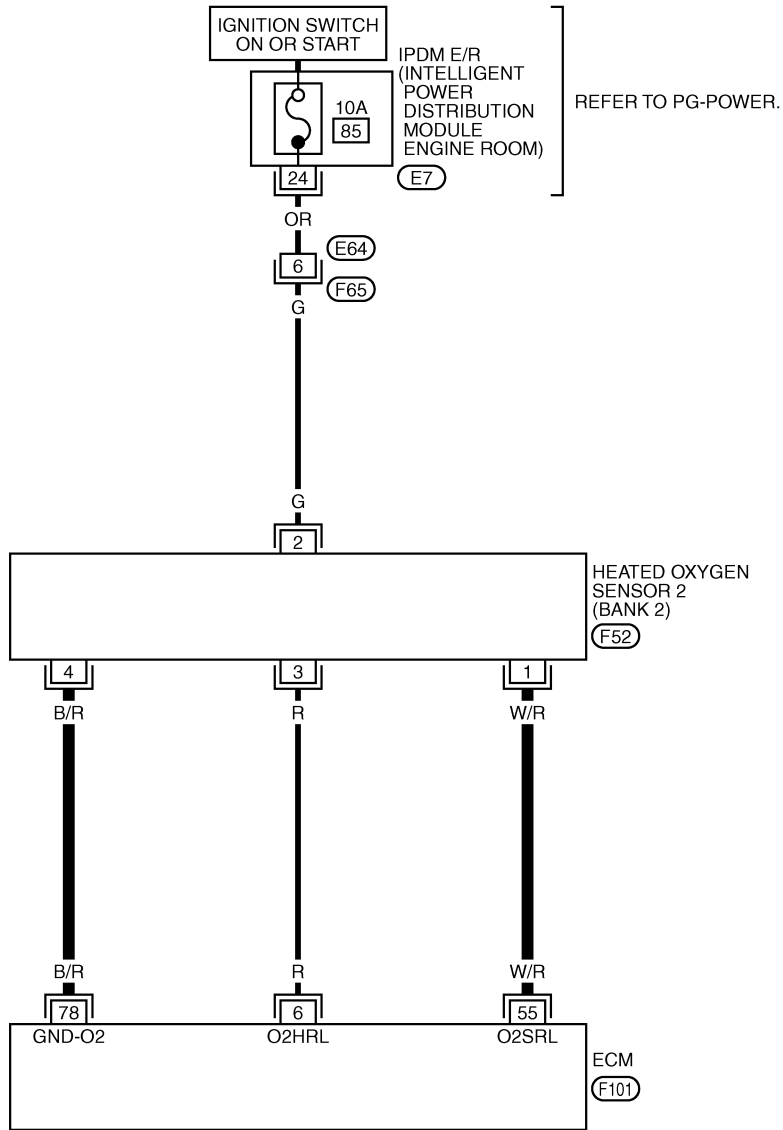 IGNITION SWITCH
ON OR START
IPDM E/R
(INTELLIGENT
POWER
DISTRIBUTION
MODULE
ENGINE ROOM)
REFER TO PG-POWER.
10A
85
24
E7
OR
E64
6
F65
G
G
2
HEATED OXYGEN
SENSOR 2
(BANK 2)
F52
4
3
1
B/R
R
W/R
B/R
R
W/R
78
6
55
GND-O2
O2HRL
O2SRL
ECM
F101